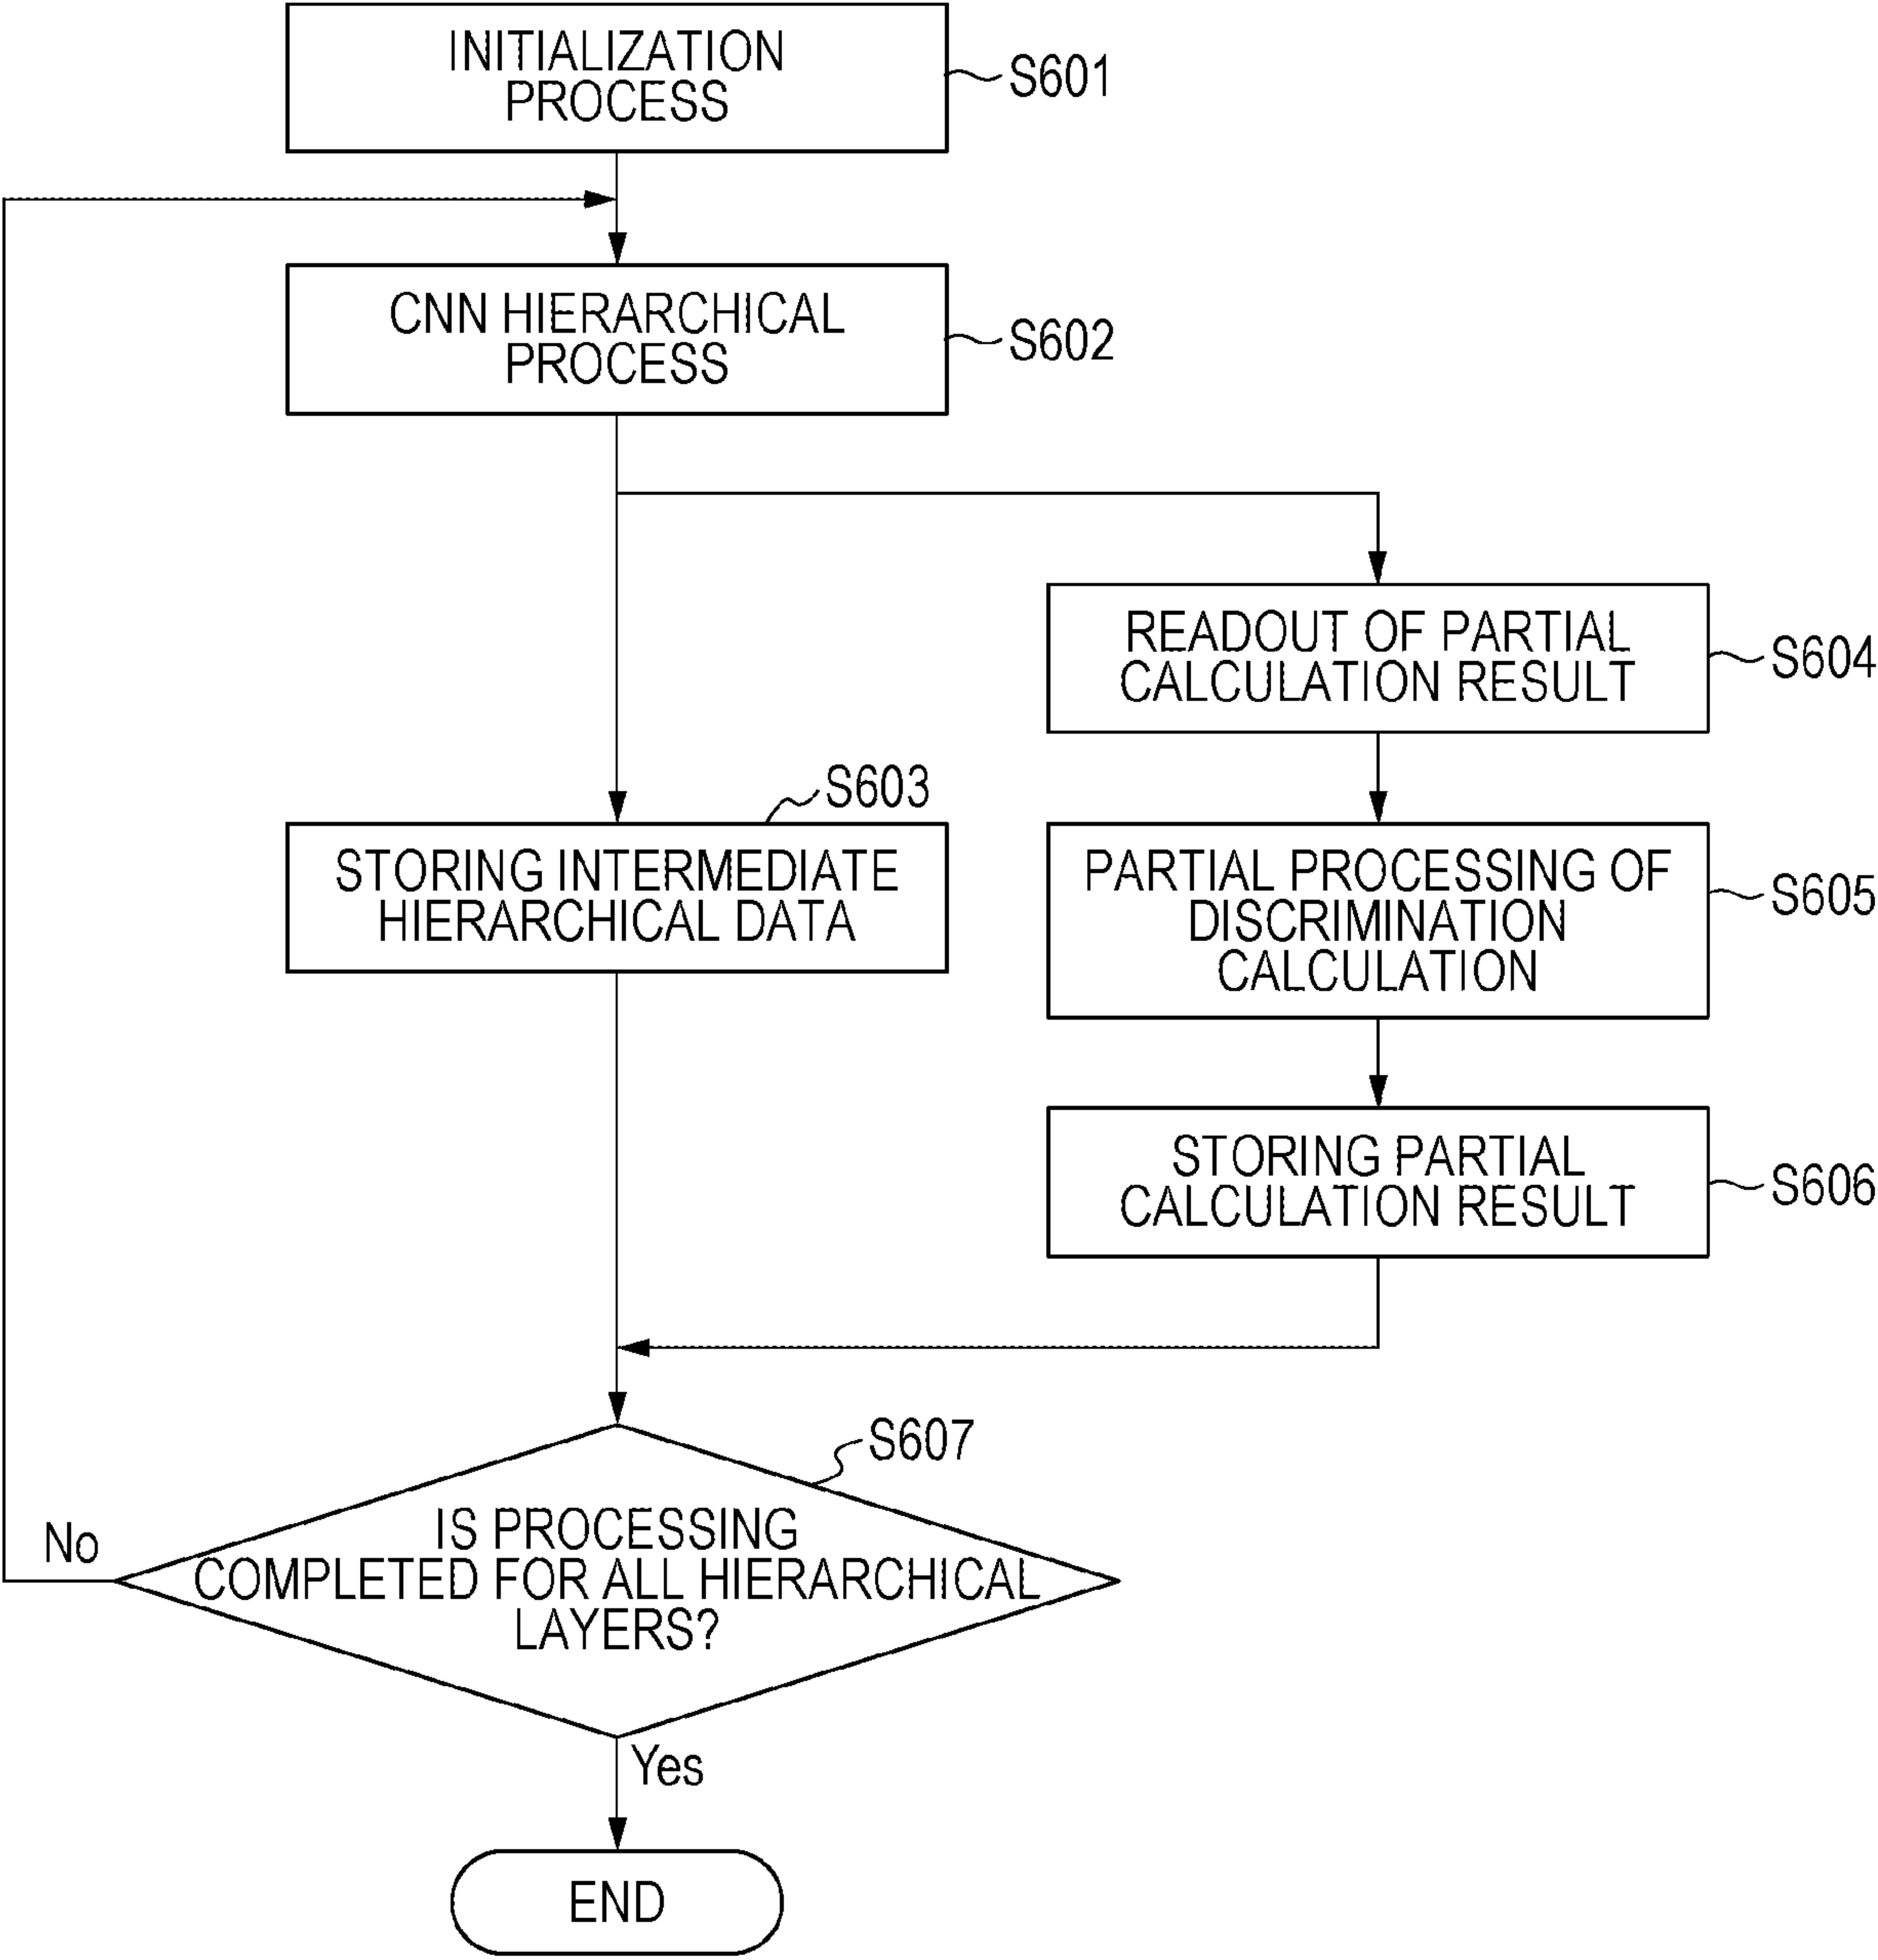 INITIALIZATION
PROCESS
S601
CNN HIERARCHICAL
PROCESS
S602
READOUT OF PARTIAL
CALCULATION RESULT
S604
S603
STORING INTERMEDIATE
HIERARCHICAL DATA
PARTIAL PROCESSING OF
DISCRIMINATION
CALCULATION
S605
STORING PARTIAL
CALCULATION RESULT
S606
S607
IS PROCESSING
COMPLETED FOR ALL HIERARCHICAL
LAYERS?
No
Yes
END